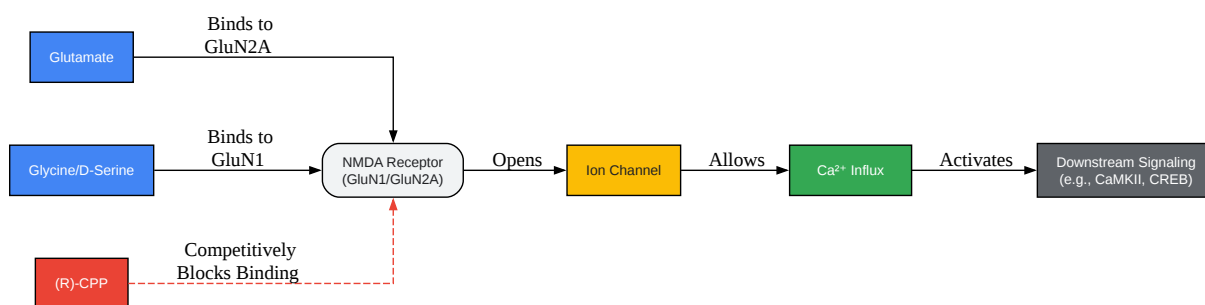 Binds to
GluN2A
Glutamate
Binds to
GluN1
Glycine/D-Serine
NMDA Receptor
(GluN1/GluN2A)
Opens
Ion Channel
Allows
Ca²⁺ Influx
Activates
Downstream Signaling
(e.g., CaMKII, CREB)
Competitively
Blocks Binding
(R)-CPP